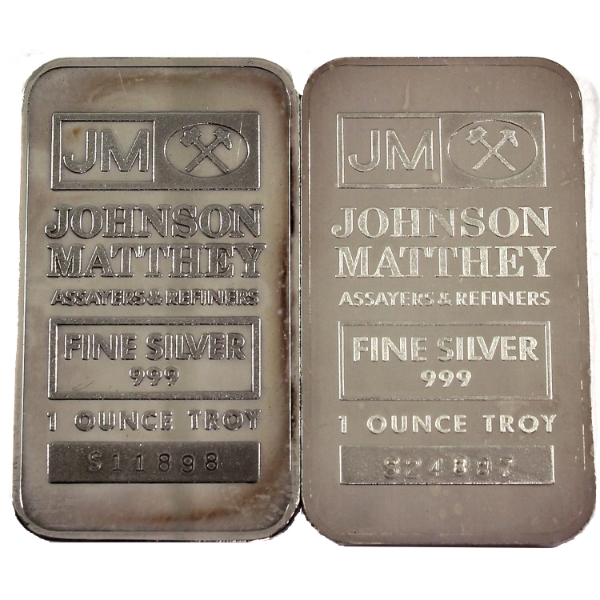 JM
JOHNSON
MATTHEY
ASSAYERS & REFINERS
FINE SILVER
999
1 OUNCE TROY
S11898
JM
JOHNSON
MATTHEY
ASSAYERS & REFINERS
FINE SILVER
999
1 OUNCE TROY